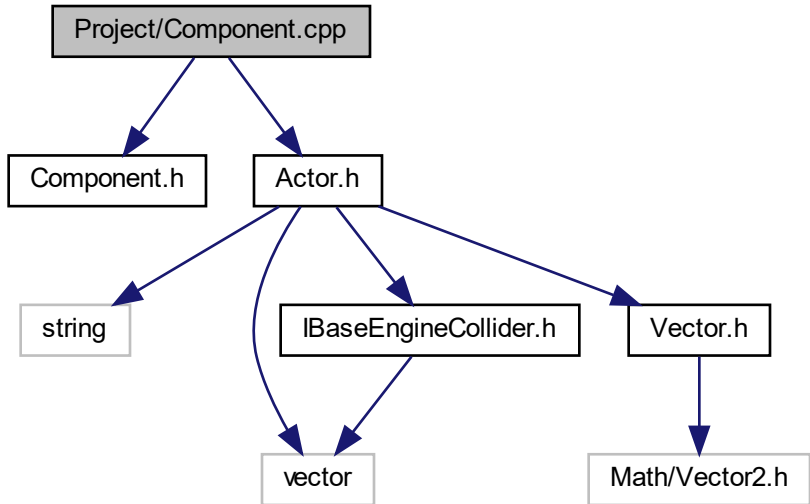 Project/Component.cpp
Component.h
Actor.h
string
IBaseEngineCollider.h
Vector.h
vector
Math/Vector2.h